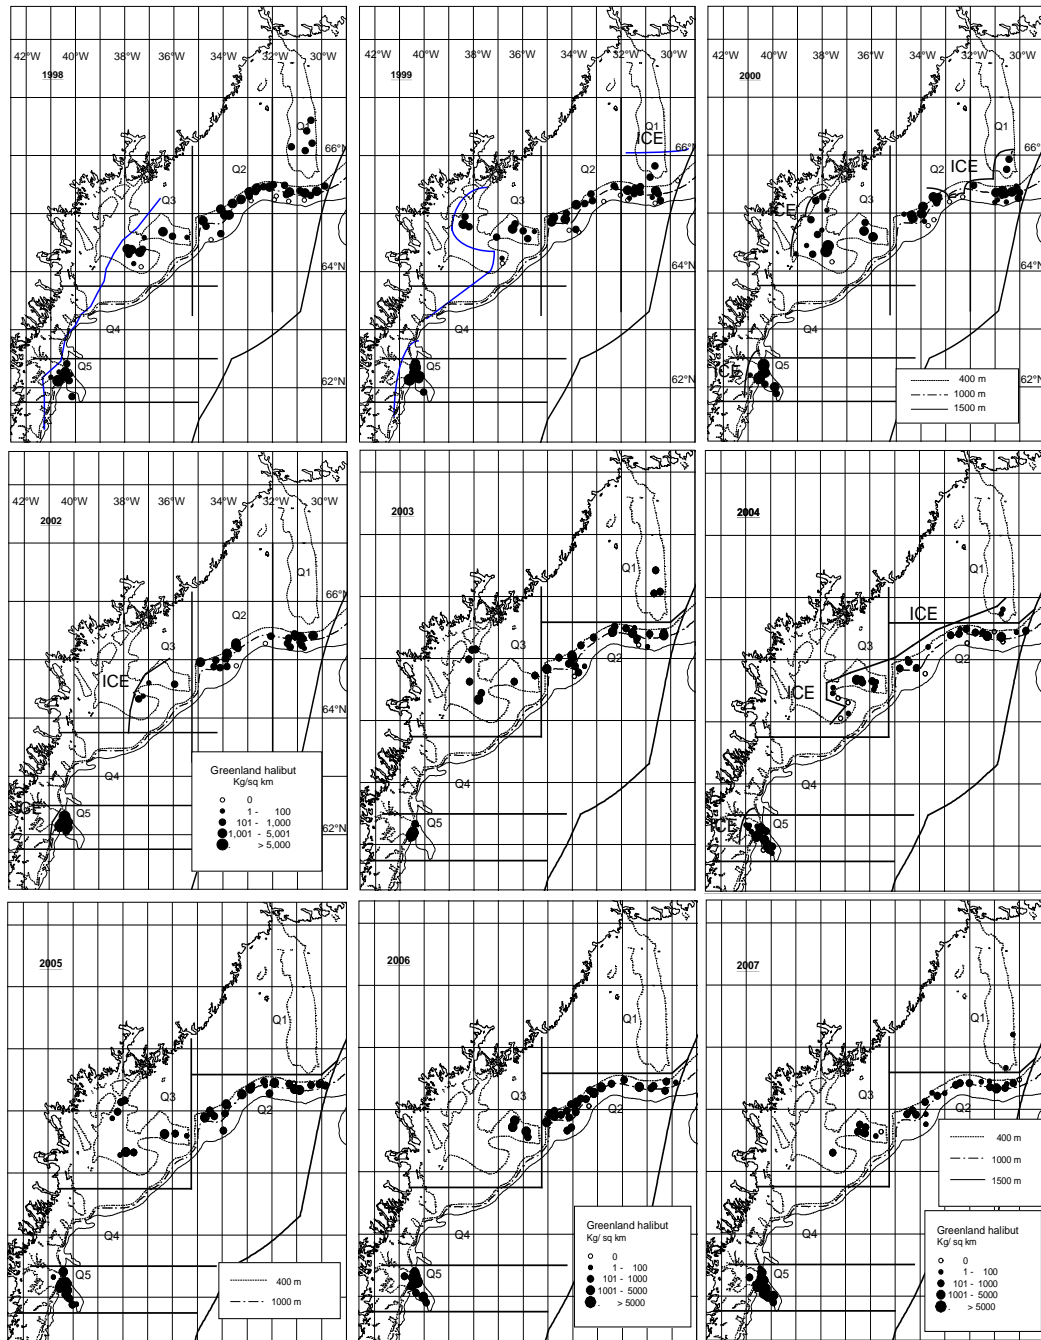 42°W 40°W 38°W 36°W 34°W 32°W 30°W
1998
Q1
66°N
Q2
Q3
64°N
Q4
Q5
62°N
42°W 40°W 38°W 36°W 34°W 32°W 30°W
1999
Q1
ICE
66°N
Q2
Q3
64°N
Q4
Q5
62°N
42°W 40°W 38°W 36°W 34°W 32°W 30°W
2000
Q1
66°N
Q2
ICE
ICE
Q3
64°N
Q4
ICE
Q5
62°N
400 m
1000 m
1500 m
42°W 40°W 38°W 36°W 34°W 32°W 30°W
2002
Q1
66°N
Q2
Q3
ICE
64°N
Q4
ICE
Q5
62°N
Greenland halibut
Kg/sq km
0
1 - 100
101 - 1,000
1,001 - 5,001
> 5,000
2003
Q1
Q3
Q2
Q4
Q5
2004
Q1
ICE
Q3
Q2
ICE
Q4
ICE
Q5
2005
Q1
Q3
Q2
Q4
Q5
400 m
1000 m
2006
Q1
Q3
Q2
Q4
Q5
Greenland halibut
Kg/ sq km
0
1 - 100
101 - 1000
1001 - 5000
> 5000
2007
Q1
Q3
Q2
400 m
1000 m
1500 m
Q4
Q5
Greenland halibut
Kg/ sq km
0
1 - 100
101 - 1000
1001 - 5000
> 5000